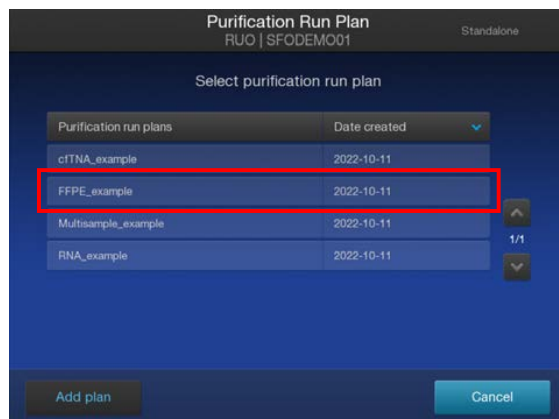 Purification Run Plan
RUO | SFODEMO01
Standalone
Select purification run plan
Purification run plans Date created
cfTNA_example 2022-10-11
FFPE_example 2022-10-11
Multisample_example 2022-10-11
RNA_example 2022-10-11
1/1
Add plan
Cancel